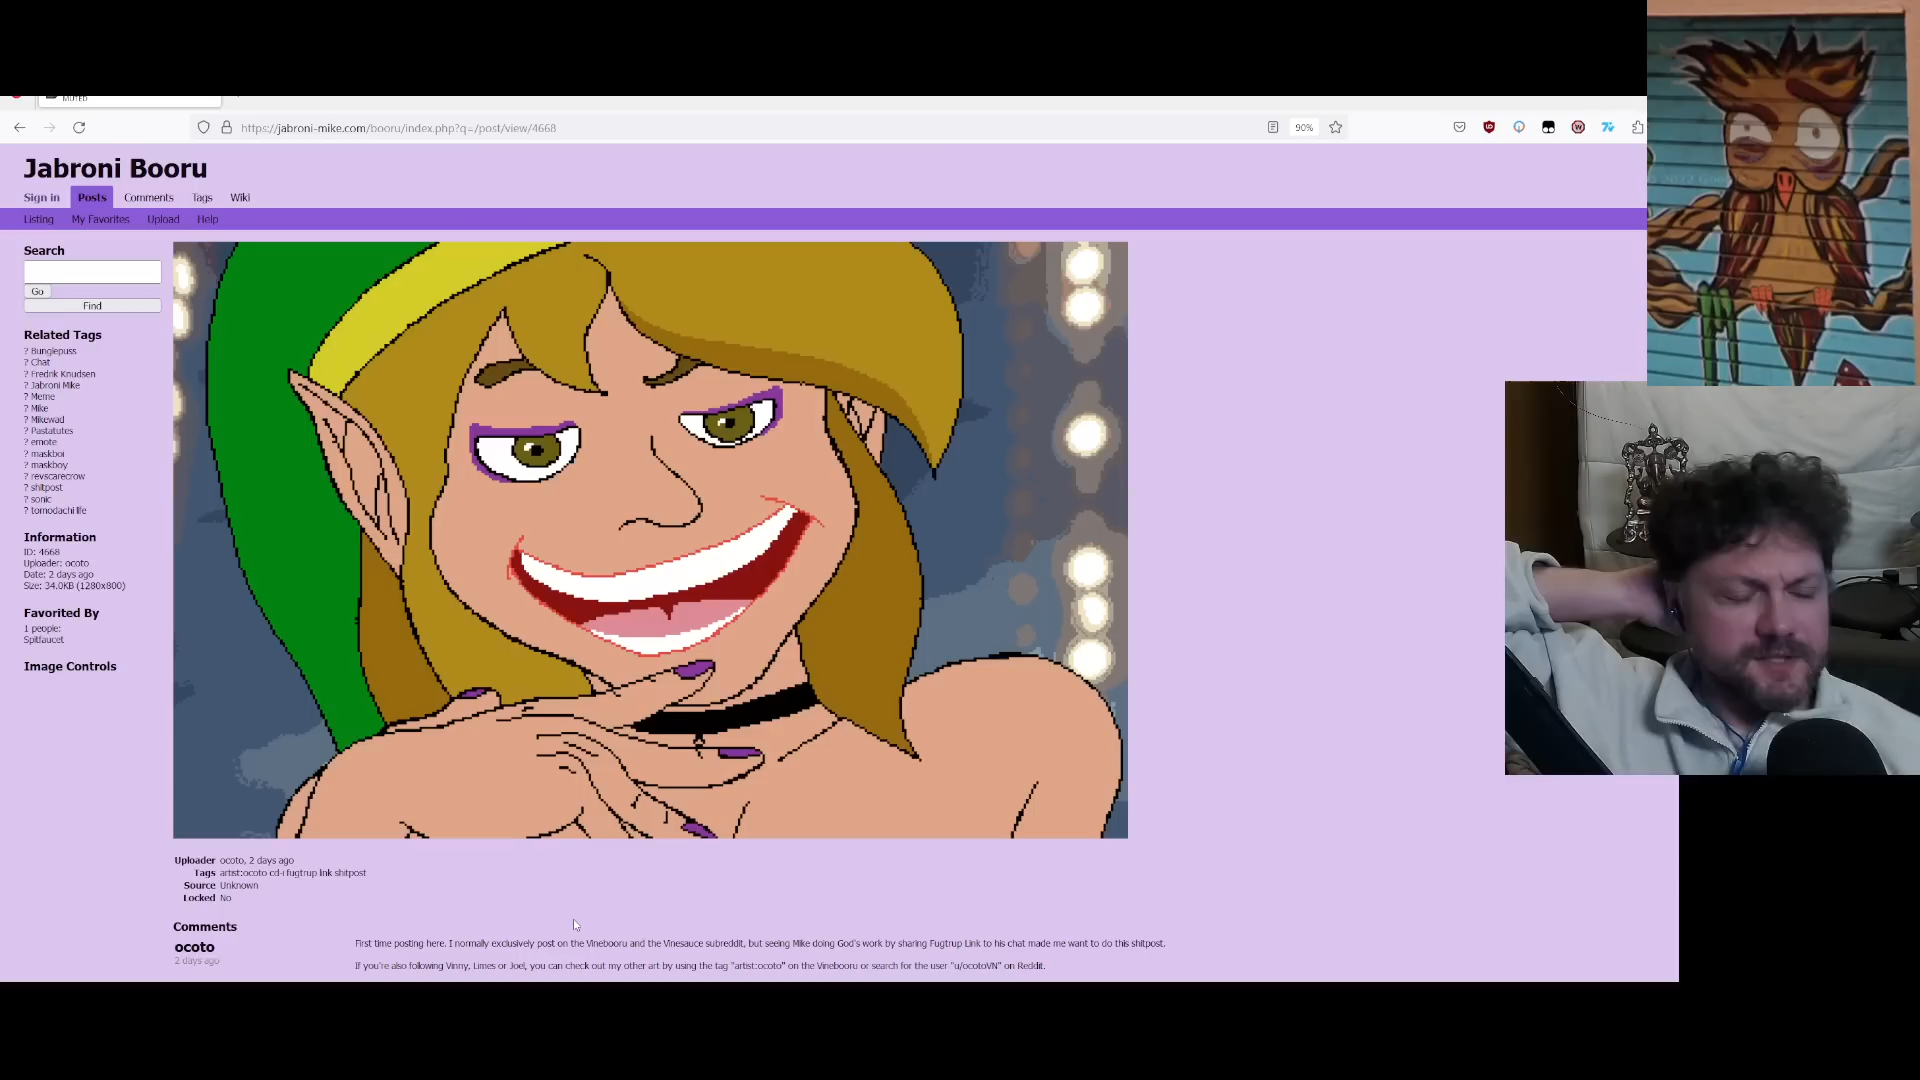 MUTED
https://jabroni-mike.com/booru/index.php?q=/post/view/4668
90%
Jabroni Booru
Sign in Posts Comments Tags Wiki
Listing My Favorites Upload Help
Search
Go
Find
Related Tags
? Bunglepuss
? Chat
? Fredrik Knudsen
? Jabroni Mike
? Meme
? Mike
? Mikewad
? Pastatutes
? emote
? maskboi
? maskboy
? revscarecrow
? shitpost
? sonic
? tomodachi life
Information
ID: 4668
Uploader: ocoto
Date: 2 days ago
Size: 34.0KB (1280x800)
Favorited By
1 people:
Spitfaucet
Image Controls
Uploader ocoto, 2 days ago
Tags artist:ocoto cd-i fugtrup link shitpost
Source Unknown
Locked No
Comments
ocoto
2 days ago
First time posting here. I normally exclusively post on the Vinebooru and the Vinesauce subreddit, but seeing Mike doing God's work by sharing Fugtrup Link to his chat made me want to do this shitpost.
If you're also following Vinny, Limes or Joel, you can check out my other art by using the tag "artist:ocoto" on the Vinebooru or search for the user "u/ocotoVN" on Reddit.